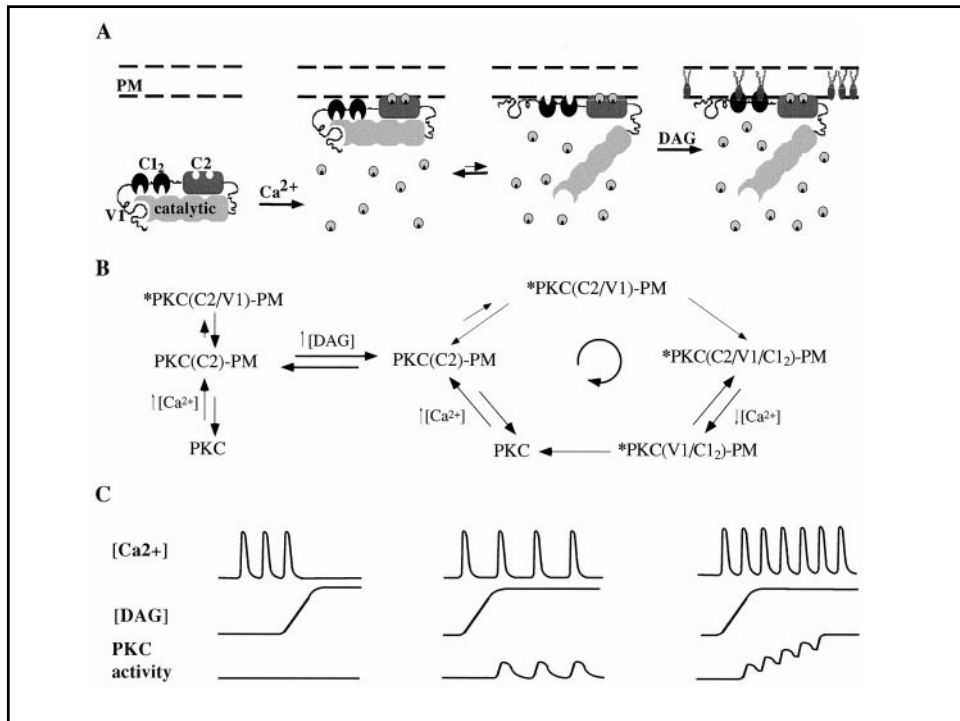 A
PM
C1₂ C2
V1 catalytic
Ca²⁺
DAG
B
*PKC(C2/V1)-PM
*PKC(C2/V1)-PM
↑[DAG]
PKC(C2)-PM
PKC(C2)-PM
*PKC(C2/V1/C1₂)-PM
↑[Ca²⁺]
↑[Ca²⁺]
↓[Ca²⁺]
PKC
PKC
*PKC(V1/C1₂)-PM
C
[Ca2+]
[DAG]
PKC
activity